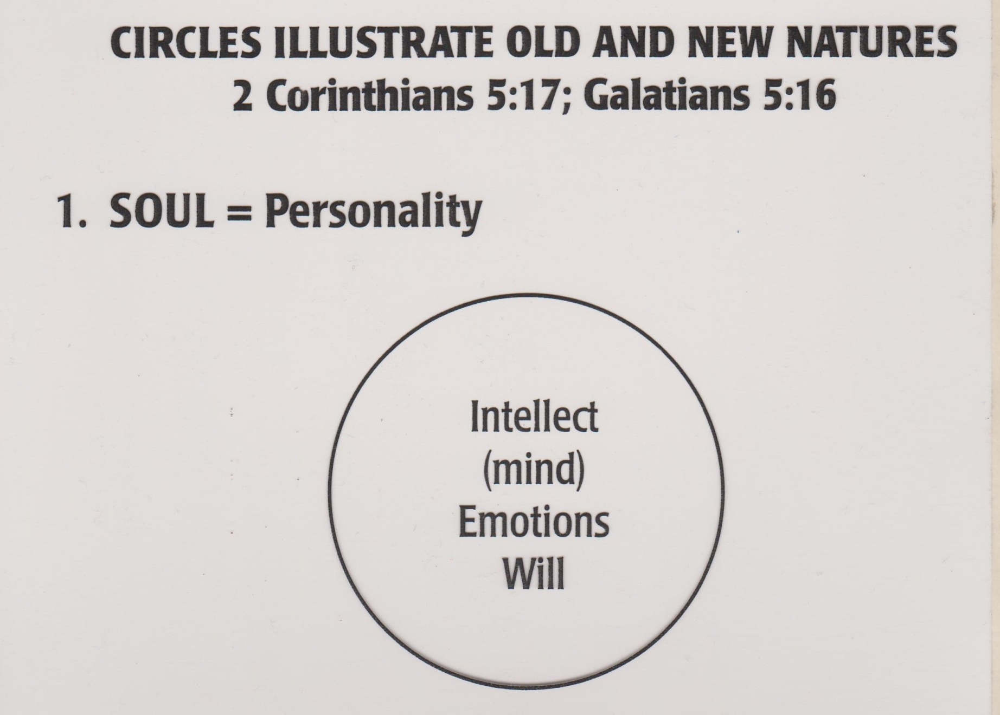 CIRCLES ILLUSTRATE OLD AND NEW NATURES
2 Corinthians 5:17; Galatians 5:16
1. SOUL = Personality
Intellect
(mind)
Emotions
Will